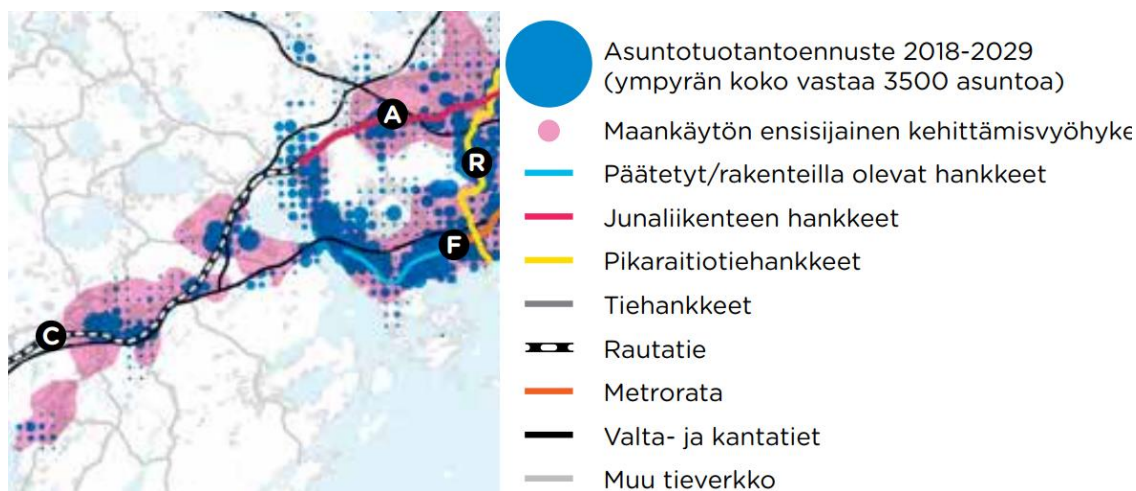 A
R
F
C
Asuntotuotantoennuste 2018-2029
(ympyrän koko vastaa 3500 asuntoa)
Maankäytön ensisijainen kehittämisvyöhyke
Päätetyt/rakenteilla olevat hankkeet
Junaliikenteen hankkeet
Pikaraitiotiehankkeet
Tiehankkeet
Rautatie
Metrorata
Valta- ja kantatiet
Muu tieverkko